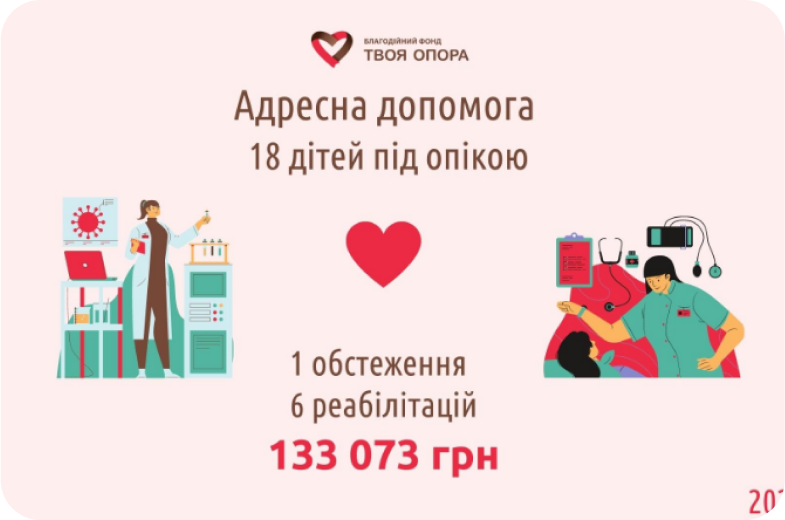 БЛАГОДІЙНИЙ ФОНД
ТВОЯ ОПОРА
Адресна допомога
18 дітей під опікою
1 обстеження
6 реабілітацій
133 073 грн